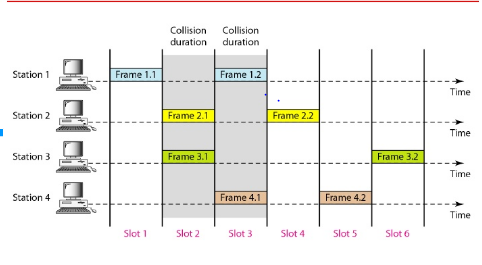 Collision
duration
Collision
duration
Station 1
Frame 1.1
Frame 1.2
Time
Station 2
Frame 2.1
Frame 2.2
Time
Station 3
Frame 3.1
Frame 3.2
Time
Station 4
Frame 4.1
Frame 4.2
Time
Slot 1
Slot 2
Slot 3
Slot 4
Slot 5
Slot 6